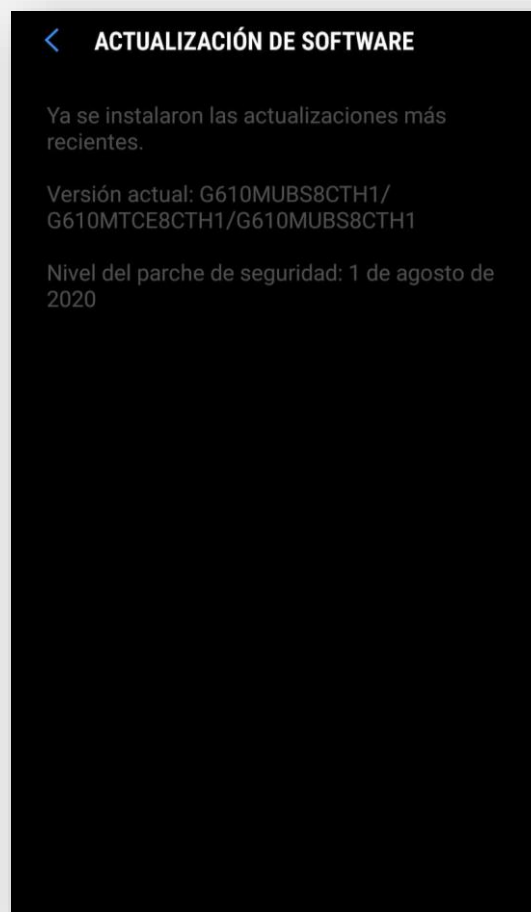 ACTUALIZACIÓN DE SOFTWARE
Ya se instalaron las actualizaciones más
recientes.
Versión actual: G610MUBS8CTH1/
G610MTCE8CTH1/G610MUBS8CTH1
Nivel del parche de seguridad: 1 de agosto de
2020